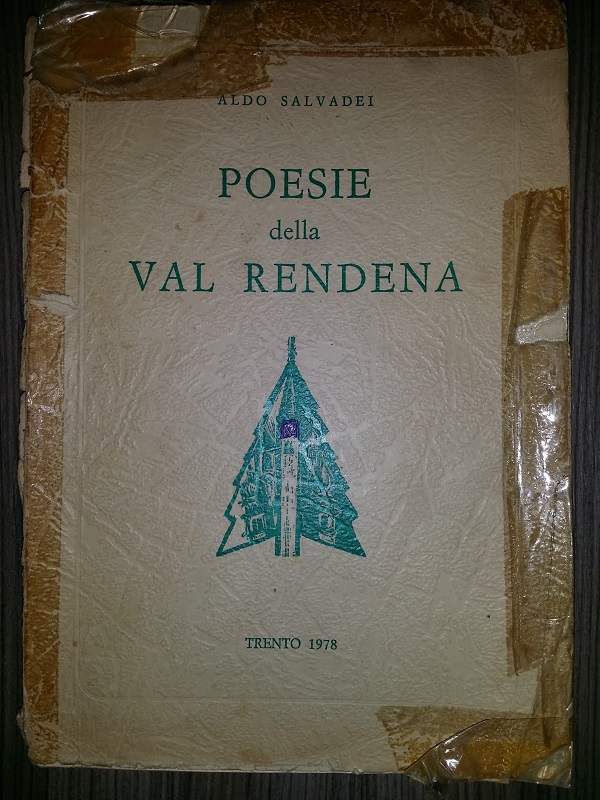 ALDO SALVADEI
POESIE
della
VAL RENDENA
TRENTO 1978